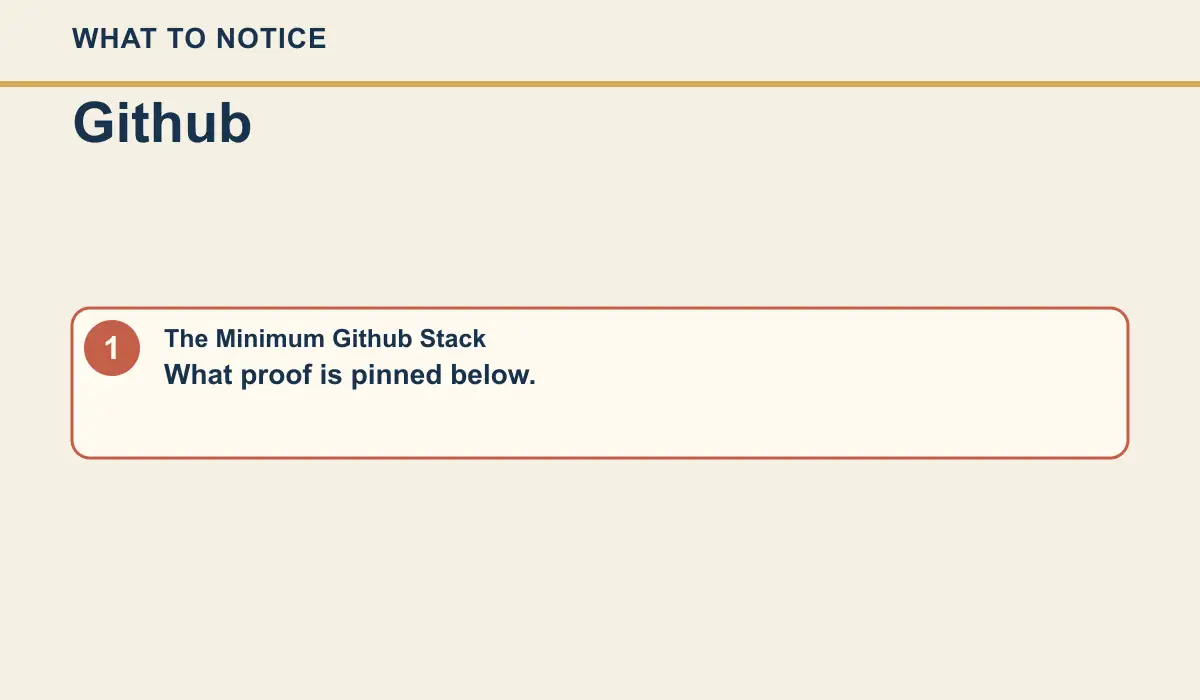 WHAT TO NOTICE
Github
1
The Minimum Github Stack
What proof is pinned below.